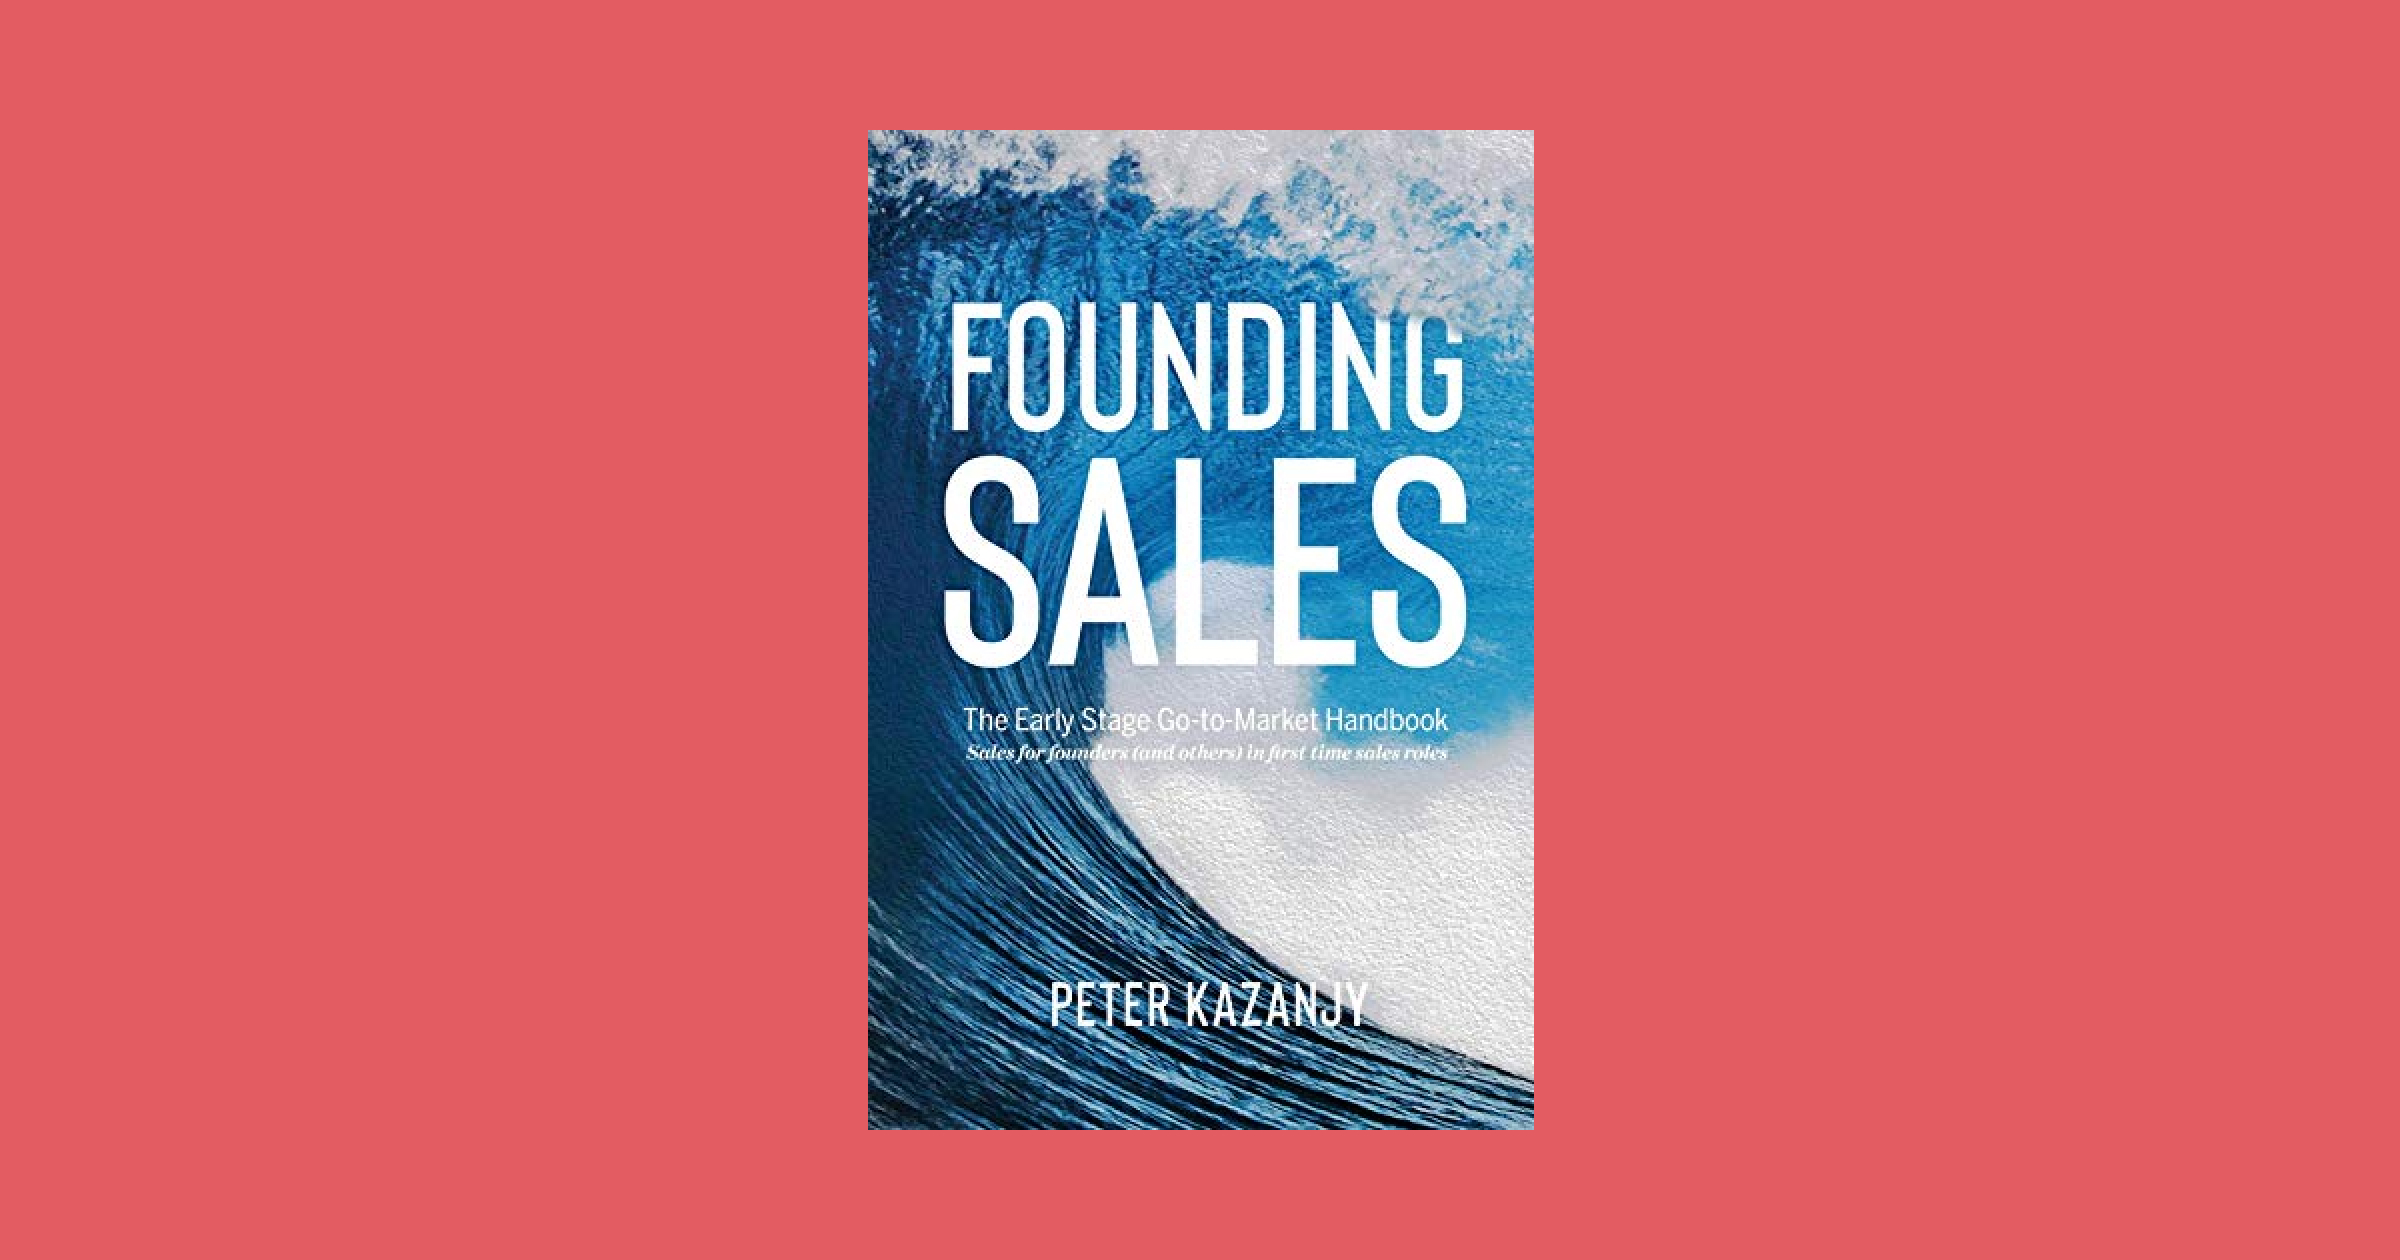 FOUNDING
SALES
The Early Stage Go-to-Market Handbook
Sales for founders (and others) in first time sales roles
PETER KAZANJY